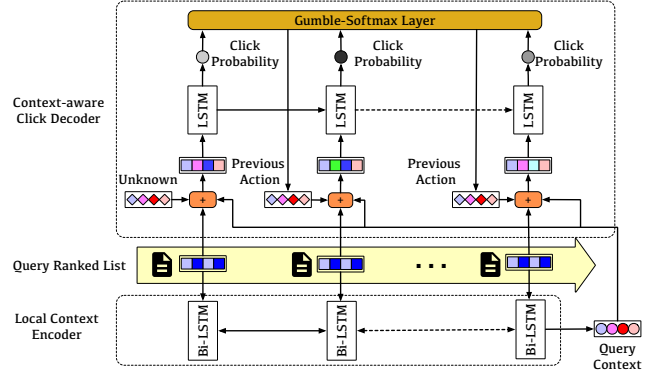 Gumble-Softmax Layer
Click
Probability
Click
Probability
Click
Probability
Context-aware
Click Decoder
LSTM
LSTM
LSTM
Unknown
Previous
Action
Previous
Action
+
+
+
Query Ranked List
...
Local Context
Encoder
Bi-LSTM
Bi-LSTM
Bi-LSTM
Query
Context